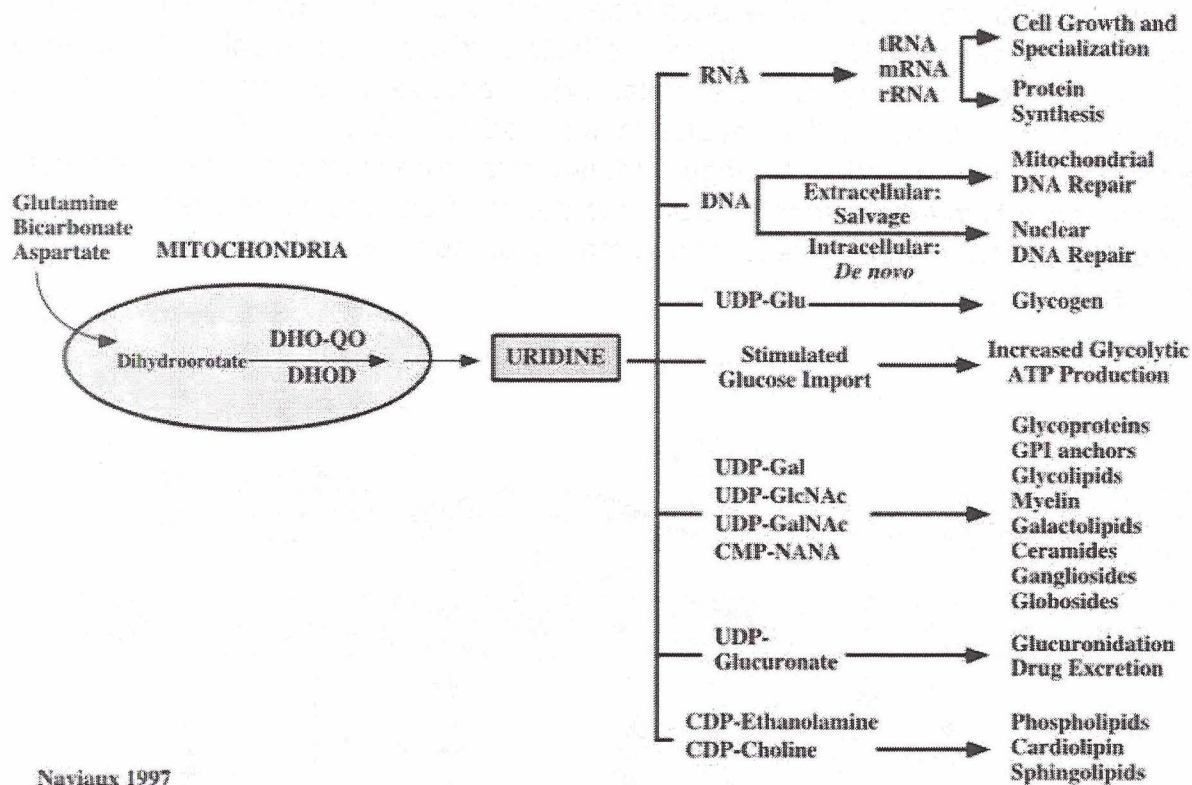 Glutamine
Bicarbonate
Aspartate
MITOCHONDRIA
Dihydroorotate
DHO-QO
DHOD
URIDINE
RNA
tRNA
mRNA
rRNA
Cell Growth and
Specialization
Protein
Synthesis
DNA
Extracellular:
Salvage
Intracellular:
De novo
Mitochondrial
DNA Repair
Nuclear
DNA Repair
UDP-Glu
Glycogen
Stimulated
Glucose Import
Increased Glycolytic
ATP Production
UDP-Gal
UDP-GlcNAc
UDP-GalNAc
CMP-NANA
Glycoproteins
GPI anchors
Glycolipids
Myelin
Galactolipids
Ceramides
Gangliosides
Globosides
UDP-
Glucuronate
Glucuronidation
Drug Excretion
CDP-Ethanolamine
CDP-Choline
Phospholipids
Cardiolipin
Sphingolipids
Naviaux 1997